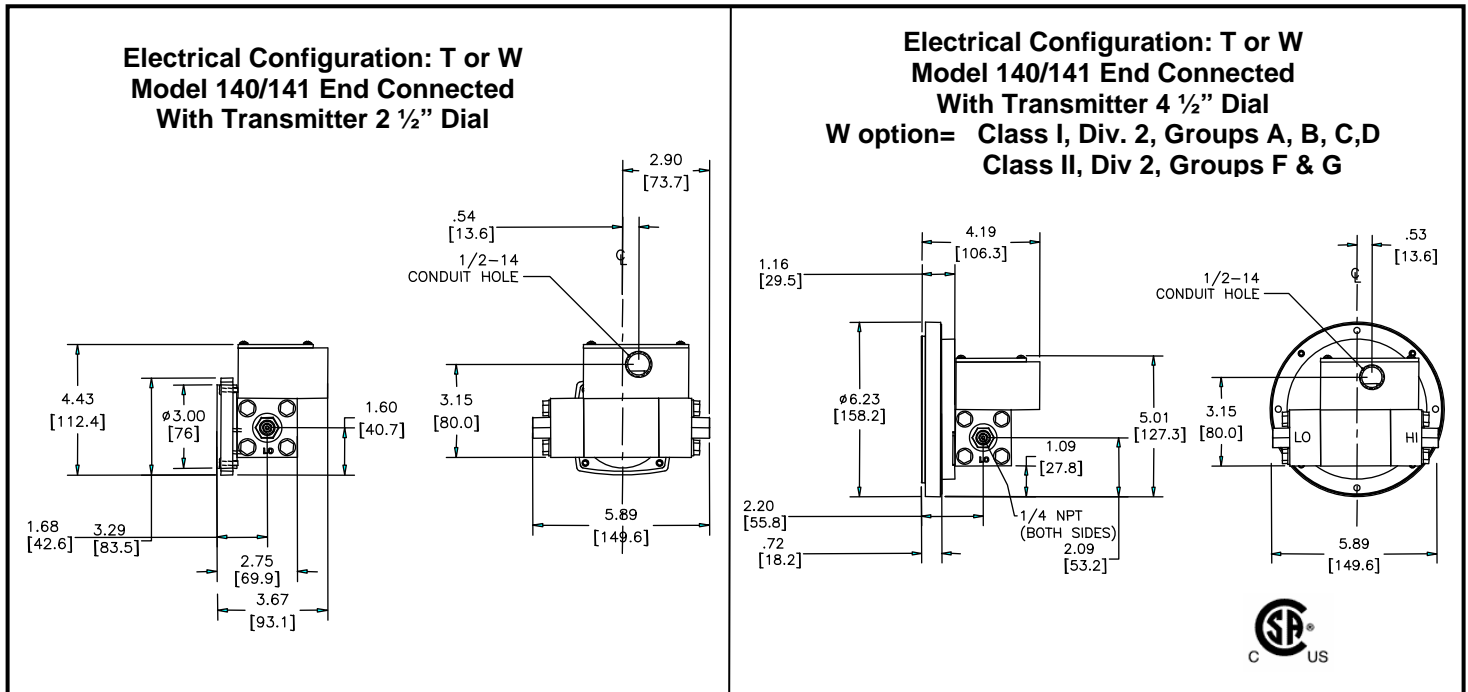 Electrical Configuration: T or W
Model 140/141 End Connected
With Transmitter 2 ½” Dial
2.90
[73.7]
.54
[13.6]
℄
1/2-14
CONDUIT HOLE
4.43
[112.4]
ø3.00
[76]
1.60
[40.7]
LO
3.15
[80.0]
1.68
[42.6]
3.29
[83.5]
2.75
[69.9]
3.67
[93.1]
5.89
[149.6]
Electrical Configuration: T or W
Model 140/141 End Connected
With Transmitter 4 ½” Dial
W option= Class I, Div. 2, Groups A, B, C,D
Class II, Div 2, Groups F & G
4.19
[106.3]
1.16
[29.5]
.53
[13.6]
℄
1/2-14
CONDUIT HOLE
ø6.23
[158.2]
5.01
[127.3]
1.09
[27.8]
LO
3.15
[80.0]
LO
HI
2.20
[55.8]
1/4 NPT
(BOTH SIDES)
.72
[18.2]
2.09
[53.2]
5.89
[149.6]
C SA ® US